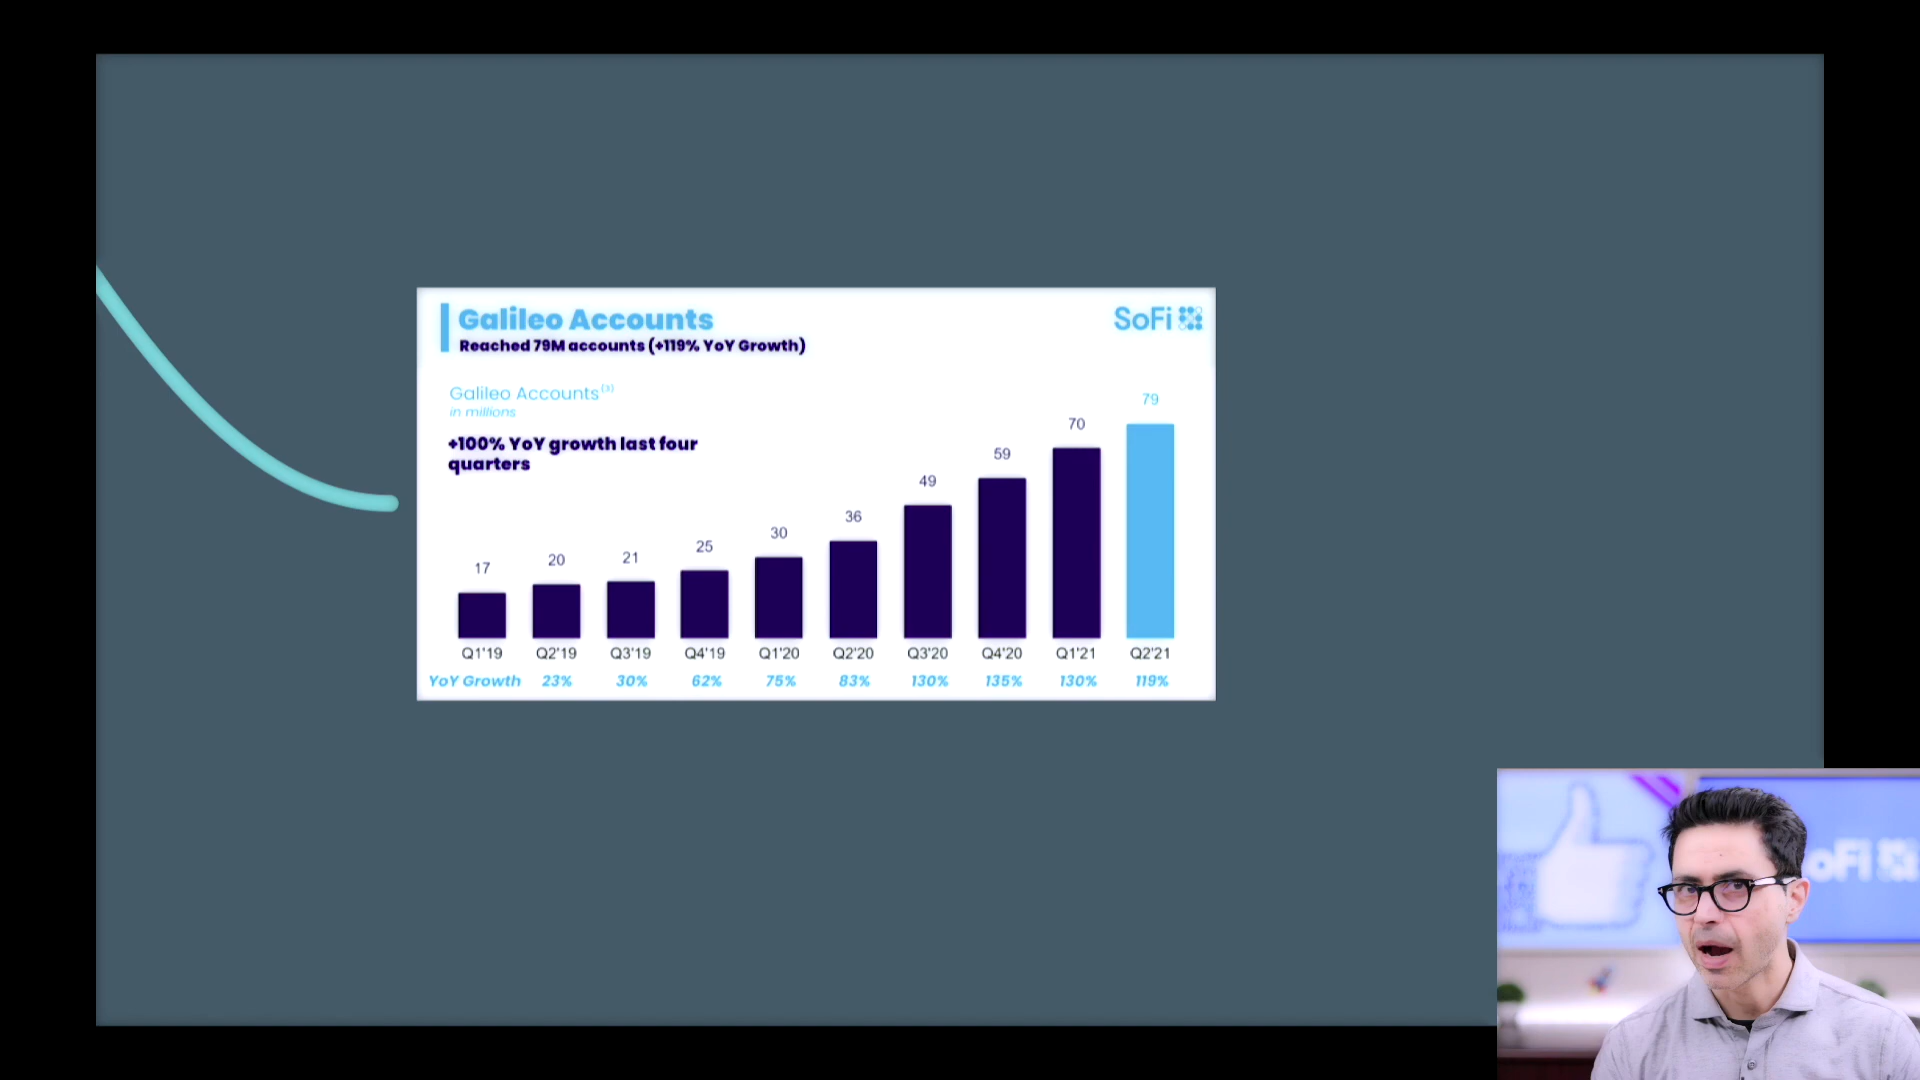 Galileo Accounts
SoFi
Reached 79M accounts (+119% YoY Growth)
Galileo Accounts(3)
in millions
+100% YoY growth last four
quarters
17 20 21 25 30 36 49 59 70 79
Q1'19 Q2'19 Q3'19 Q4'19 Q1'20 Q2'20 Q3'20 Q4'20 Q1'21 Q2'21
YoY Growth 23% 30% 62% 75% 83% 130% 135% 130% 119%
oFi